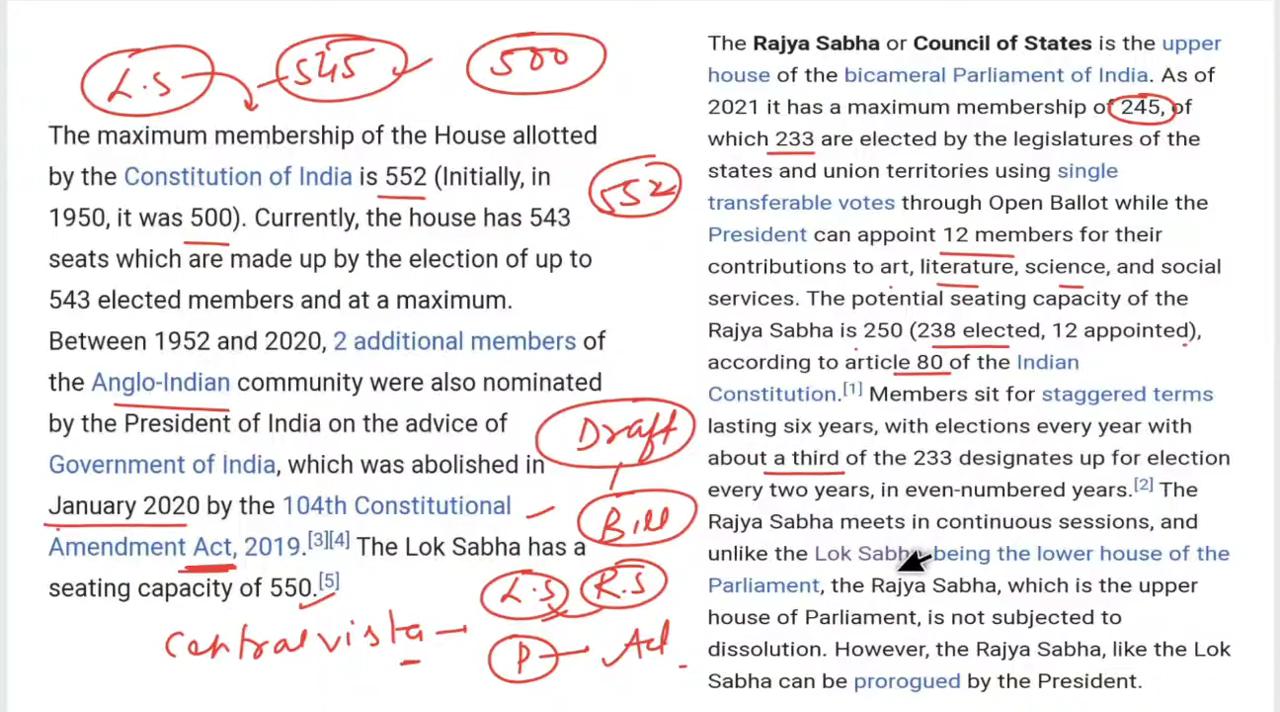 L.S 545 500
The maximum membership of the House allotted
by the Constitution of India is 552 (Initially, in
552
1950, it was 500). Currently, the house has 543
seats which are made up by the election of up to
543 elected members and at a maximum.
Between 1952 and 2020, 2 additional members of
the Anglo-Indian community were also nominated
by the President of India on the advice of
Draft
Government of India, which was abolished in
January 2020 by the 104th Constitutional
Bill
Amendment Act, 2019.[3][4] The Lok Sabha has a
seating capacity of 550.[5]
L.S R.S
Central vista
P Act
The Rajya Sabha or Council of States is the upper
house of the bicameral Parliament of India. As of
2021 it has a maximum membership of 245, of
which 233 are elected by the legislatures of the
states and union territories using single
transferable votes through Open Ballot while the
President can appoint 12 members for their
contributions to art, literature, science, and social
services. The potential seating capacity of the
Rajya Sabha is 250 (238 elected, 12 appointed),
according to article 80 of the Indian
Constitution.[1] Members sit for staggered terms
lasting six years, with elections every year with
about a third of the 233 designates up for election
every two years, in even-numbered years.[2] The
Rajya Sabha meets in continuous sessions, and
unlike the Lok Sabha being the lower house of the
Parliament, the Rajya Sabha, which is the upper
house of Parliament, is not subjected to
dissolution. However, the Rajya Sabha, like the Lok
Sabha can be prorogued by the President.